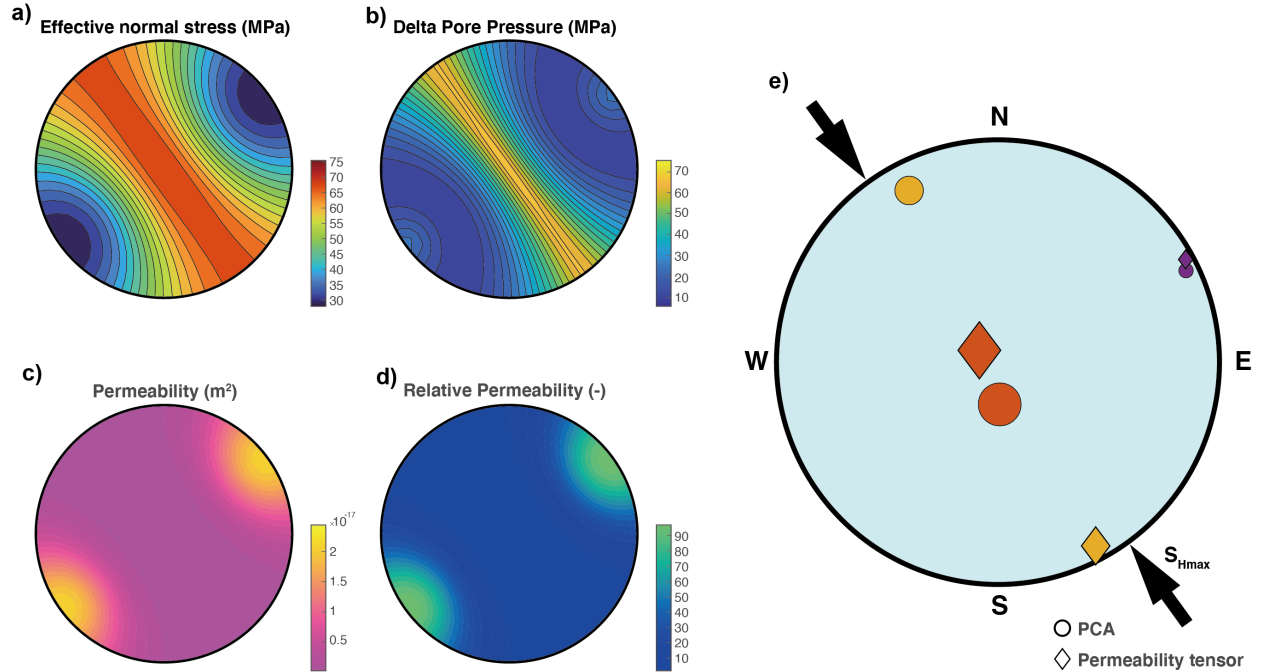 a)
Effective normal stress (MPa)
75
70
65
60
55
50
45
40
35
30
b)
Delta Pore Pressure (MPa)
70
60
50
40
30
20
10
c)
Permeability (m²)
×10⁻¹⁷
2
1.5
1
0.5
d)
Relative Permeability (-)
90
80
70
60
50
40
30
20
10
e)
N
W
E
S
SHmax
PCA
Permeability tensor